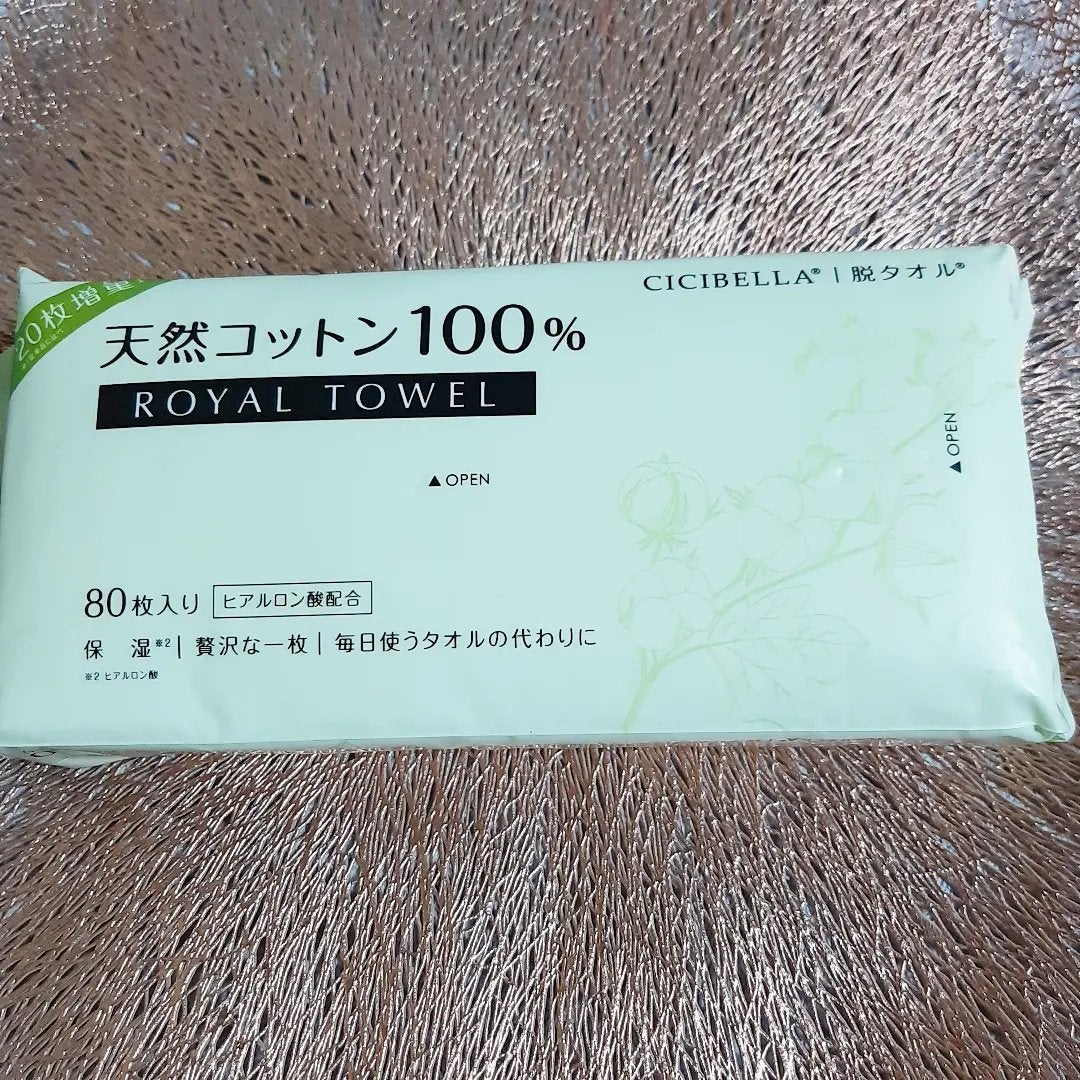 20枚増量
CICIBELLA® | 脱タオル®
天然コットン100%
ROYAL TOWEL
▲OPEN
▲OPEN
80枚入り ヒアルロン酸配合
保 湿※2 | 贅沢な一枚 | 毎日使うタオルの代わりに
※2 ヒアルロン酸